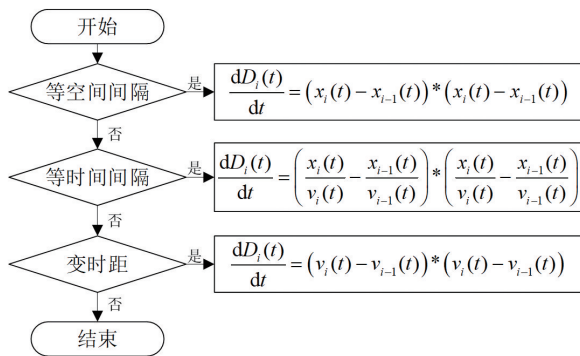 开始
等空间间隔
是
dD_i(t)/dt = (x_i(t) − x_{i−1}(t)) * (x_i(t) − x_{i−1}(t))
否
等时间间隔
是
dD_i(t)/dt = (x_i(t)/v_i(t) − x_{i−1}(t)/v_{i−1}(t)) * (x_i(t)/v_i(t) − x_{i−1}(t)/v_{i−1}(t))
否
变时距
是
dD_i(t)/dt = (v_i(t) − v_{i−1}(t)) * (v_i(t) − v_{i−1}(t))
否
结束